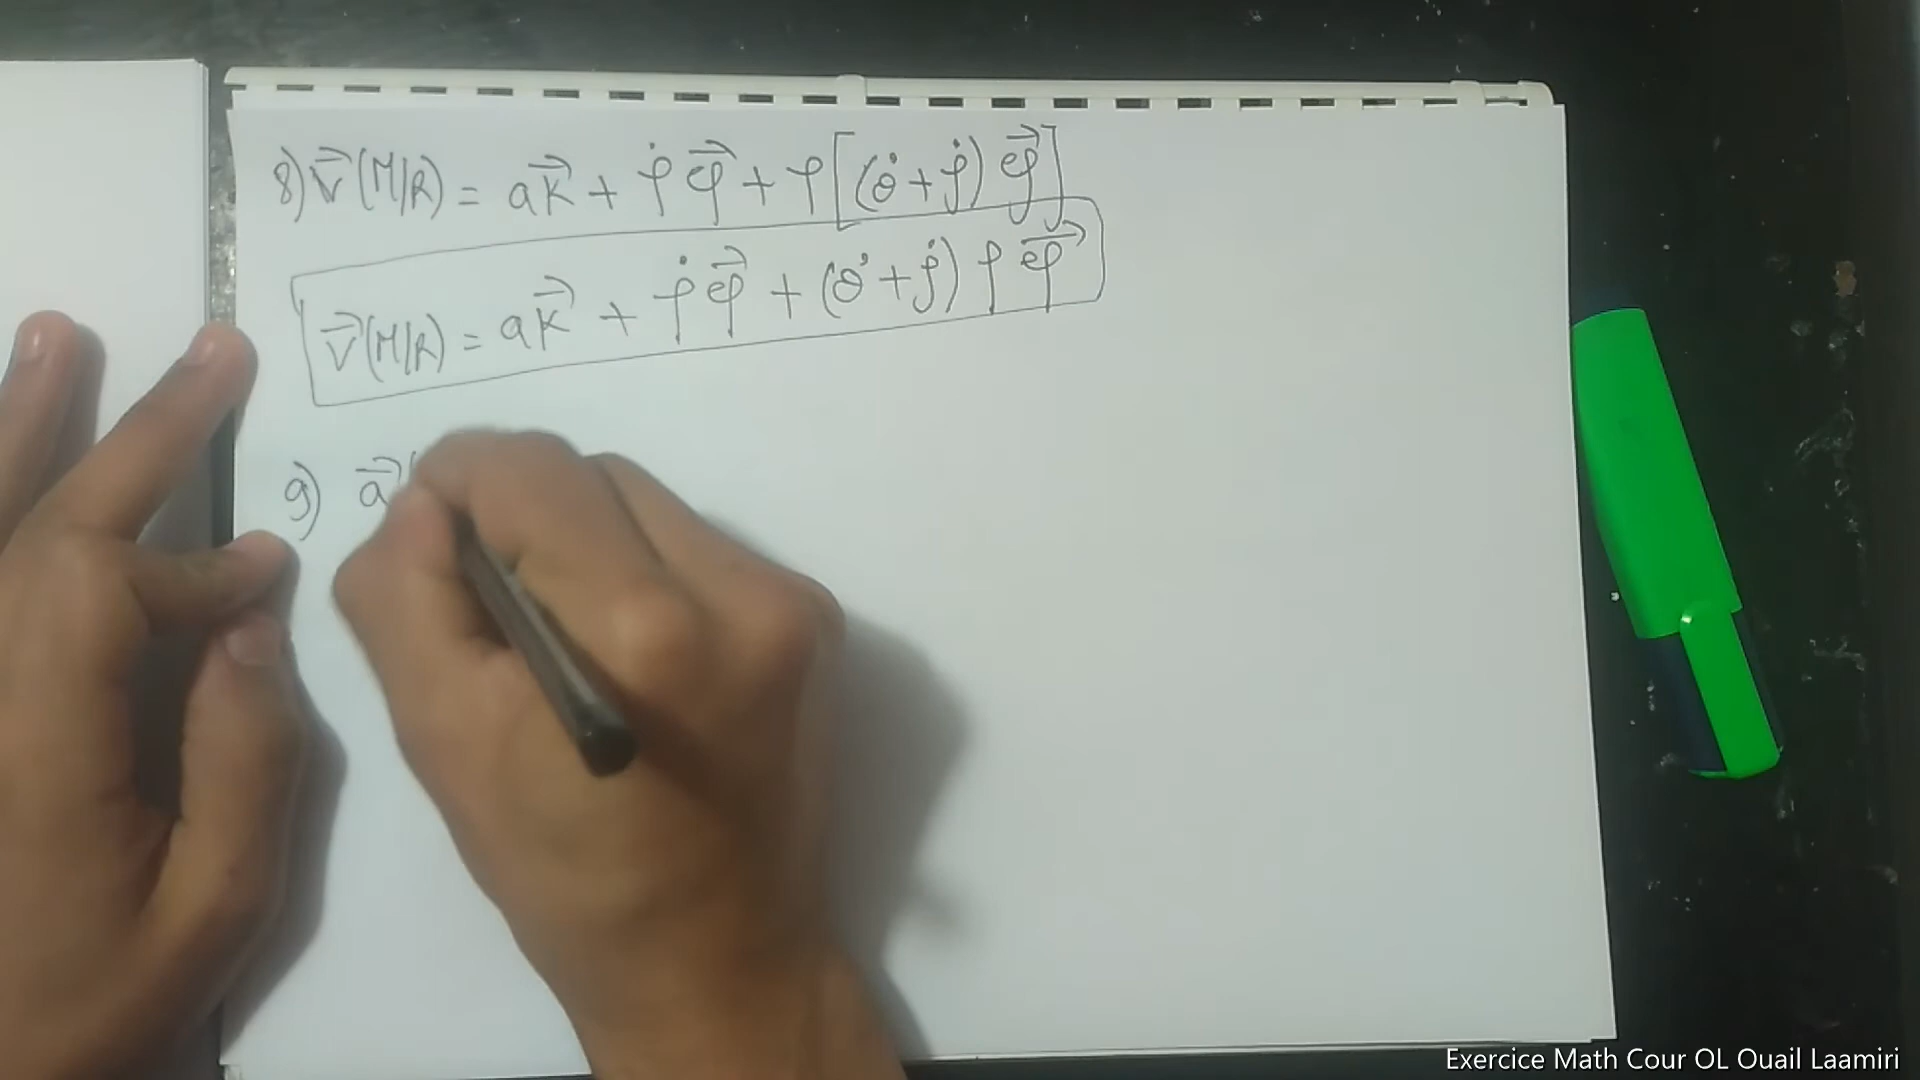 8) V⃗(M/R) = ak⃗ + ρ̇ e⃗ρ + ρ[(θ̇ + φ̇) e⃗φ]
V⃗(M/R) = ak⃗ + ρ̇ e⃗ρ + (θ̇ + φ̇) ρ e⃗φ
9) a⃗(
Exercice Math Cour OL Ouail Laamiri